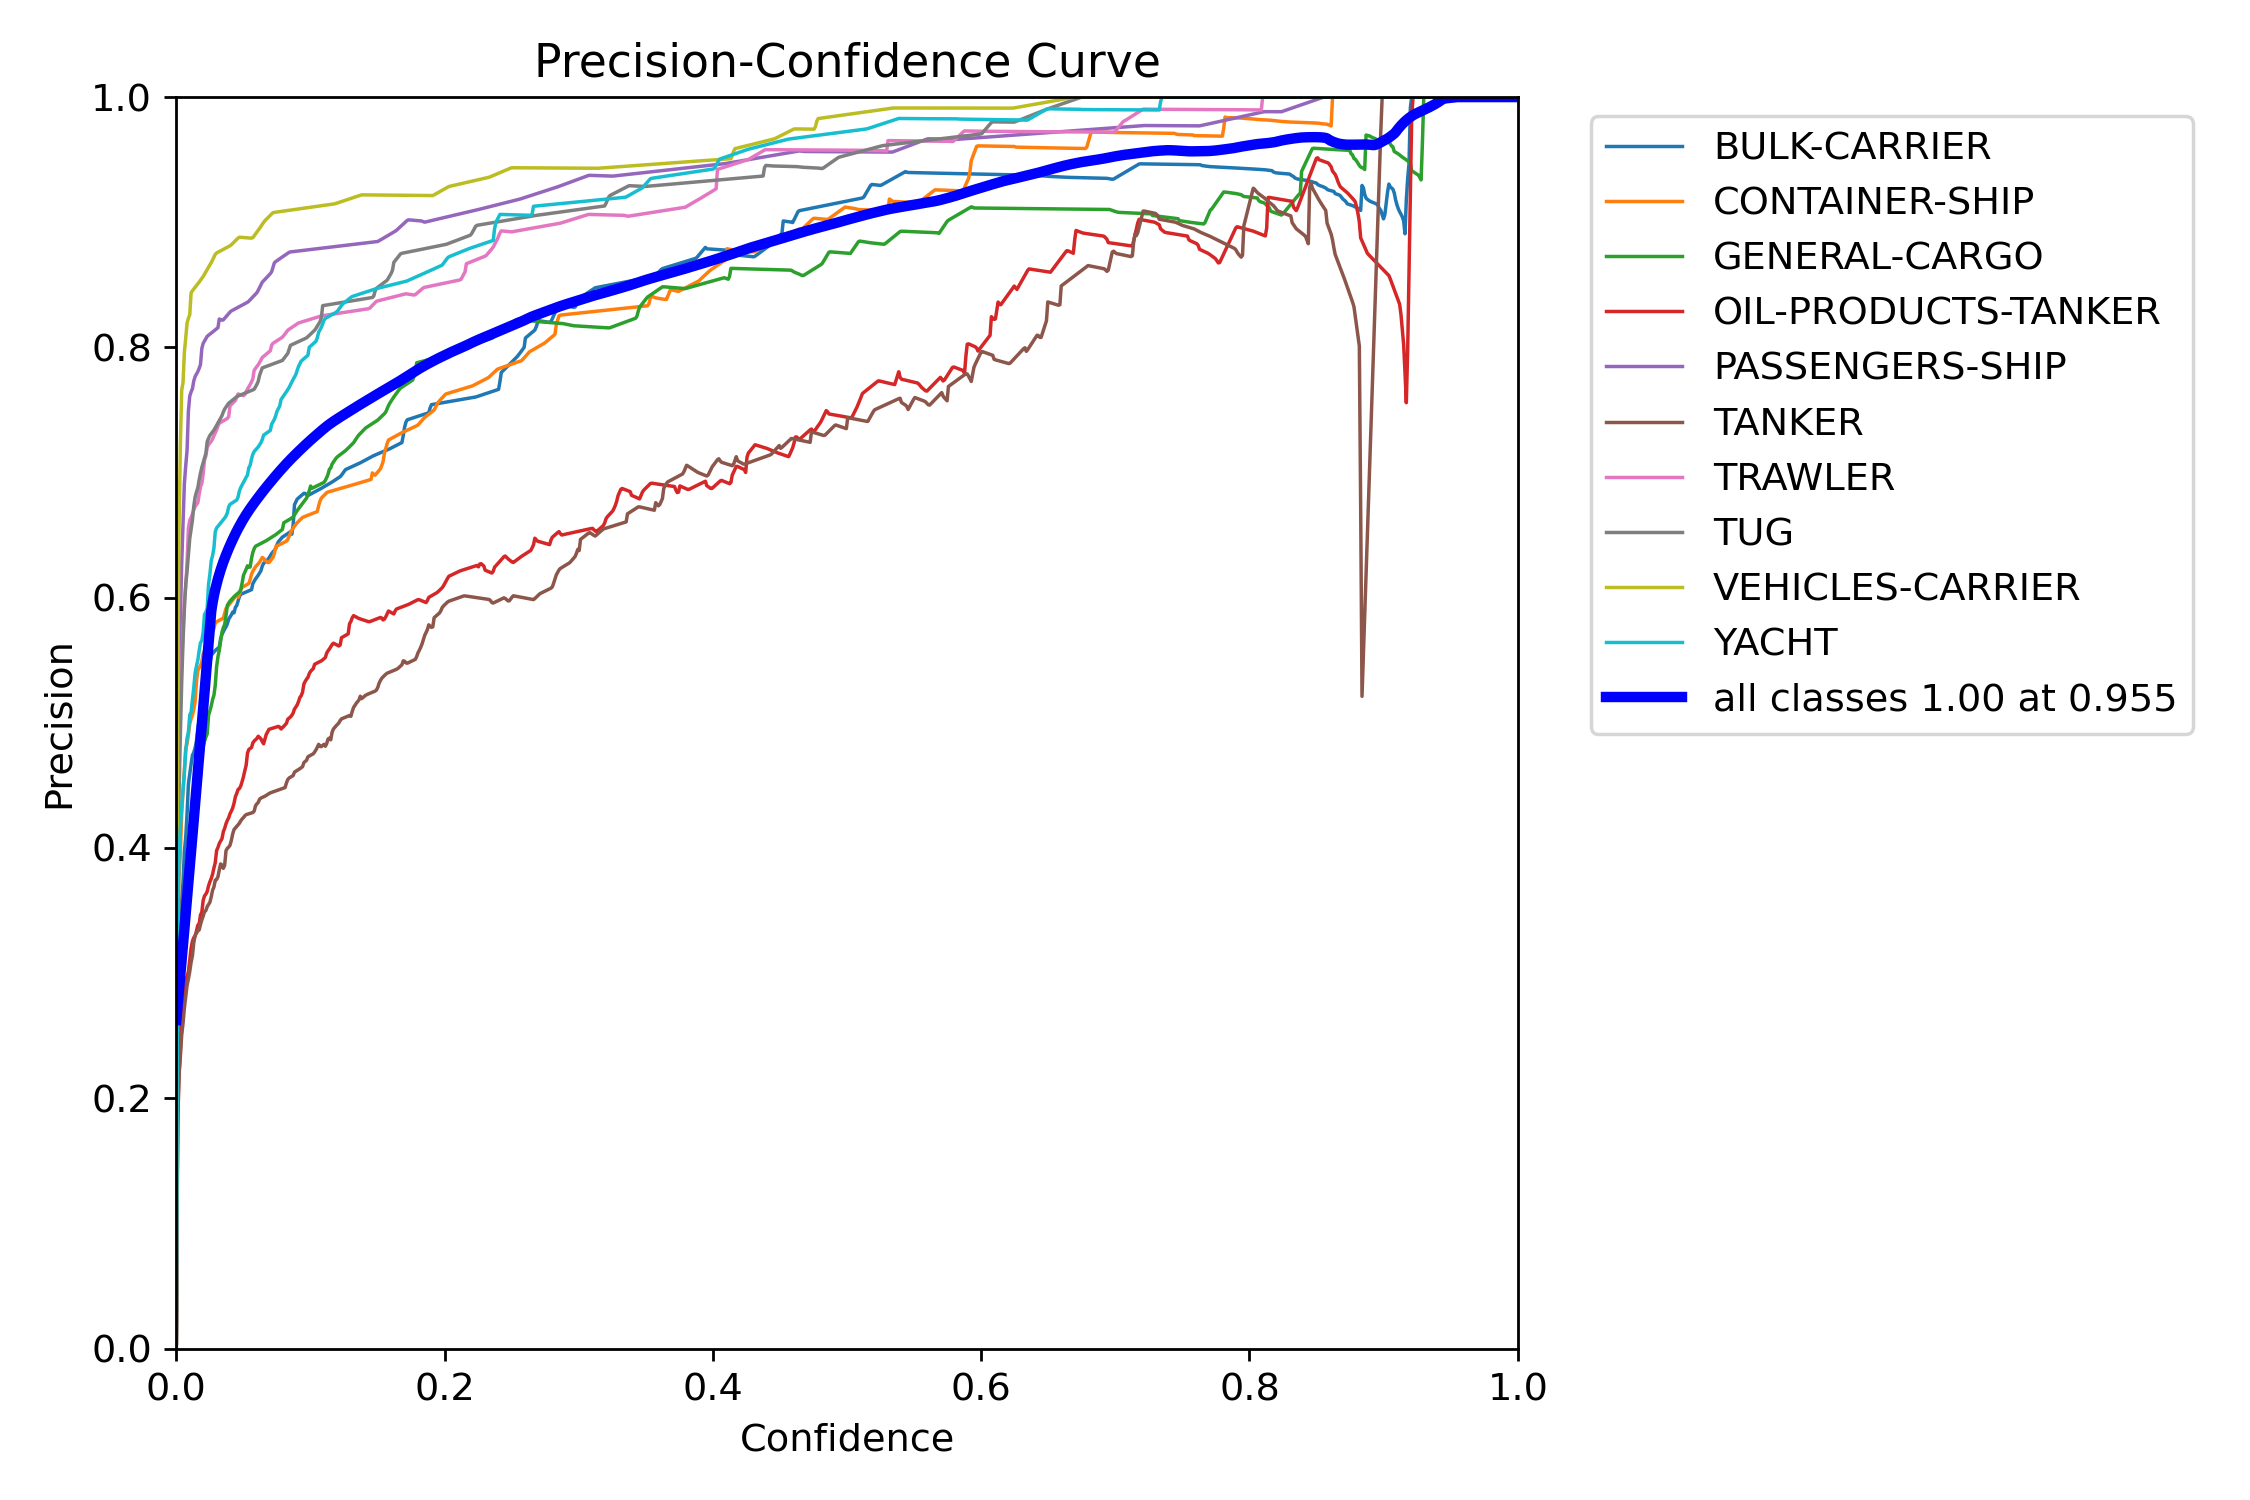 Precision-Confidence Curve
1.0
0.8
0.6
0.4
0.2
0.0
Precision
0.0 0.2 0.4 0.6 0.8 1.0
Confidence
BULK-CARRIER
CONTAINER-SHIP
GENERAL-CARGO
OIL-PRODUCTS-TANKER
PASSENGERS-SHIP
TANKER
TRAWLER
TUG
VEHICLES-CARRIER
YACHT
all classes 1.00 at 0.955